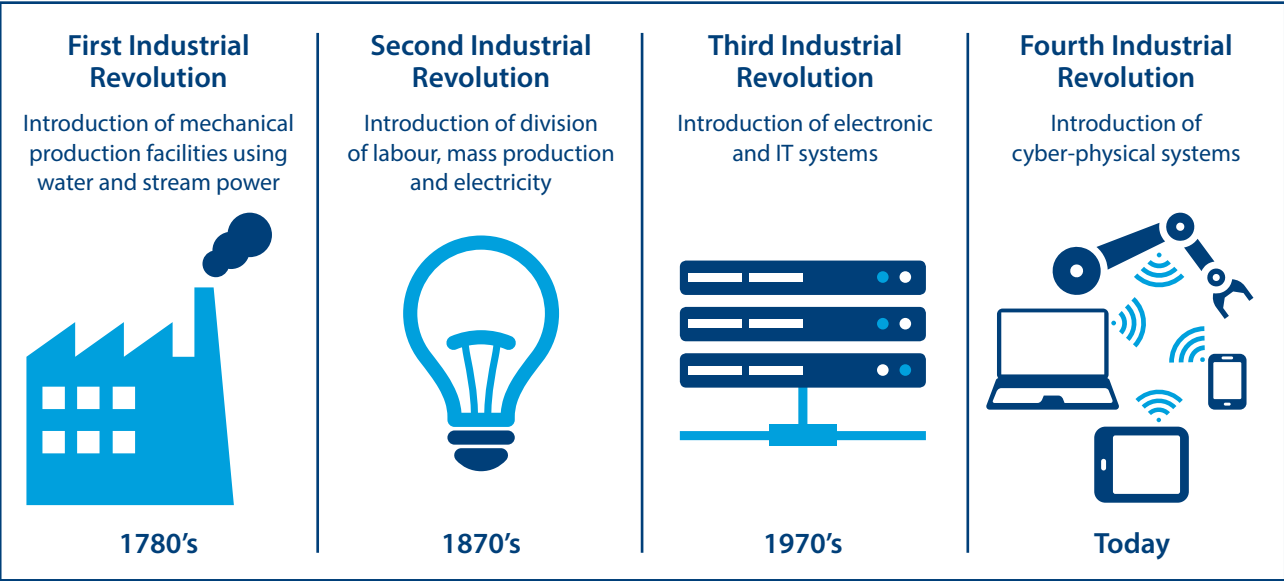 First Industrial
Revolution
Introduction of mechanical
production facilities using
water and stream power
1780’s
Second Industrial
Revolution
Introduction of division
of labour, mass production
and electricity
1870’s
Third Industrial
Revolution
Introduction of electronic
and IT systems
1970’s
Fourth Industrial
Revolution
Introduction of
cyber-physical systems
Today